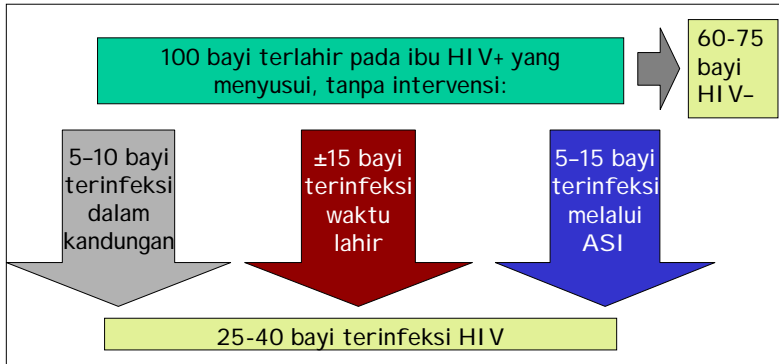 100 bayi terlahir pada ibu HIV+ yang
menyusui, tanpa intervensi:
60-75
bayi
HIV–
5–10 bayi
terinfeksi
dalam
kandungan
±15 bayi
terinfeksi
waktu
lahir
5–15 bayi
terinfeksi
melalui
ASI
25-40 bayi terinfeksi HIV